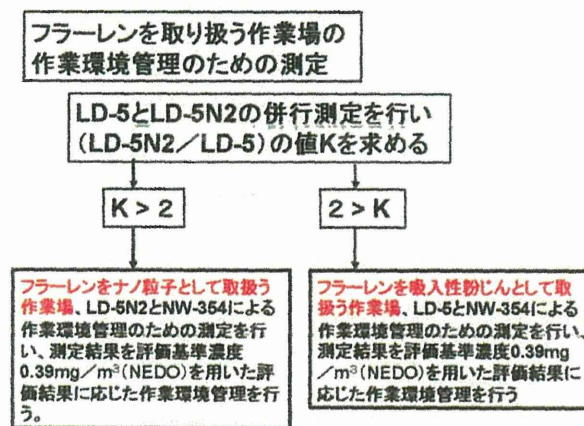 フラーレンを取り扱う作業場の
作業環境管理のための測定
LD-5とLD-5N2の併行測定を行い
(LD-5N2／LD-5)の値Kを求める
K＞2
2＞K
フラーレンをナノ粒子として取扱う
作業場、LD-5N2とNW-354による
作業環境管理のための測定を行
い、測定結果を評価基準濃度
0.39mg／m³(NEDO)を用いた評
価結果に応じた作業環境管理を行
う。
フラーレンを吸入性粉じんとして取
扱う作業場、LD-5とNW-354によ
る作業環境管理のための測定を行い、
測定結果を評価基準濃度0.39mg
／m³(NEDO)を用いた評価結果に
応じた作業環境管理を行う